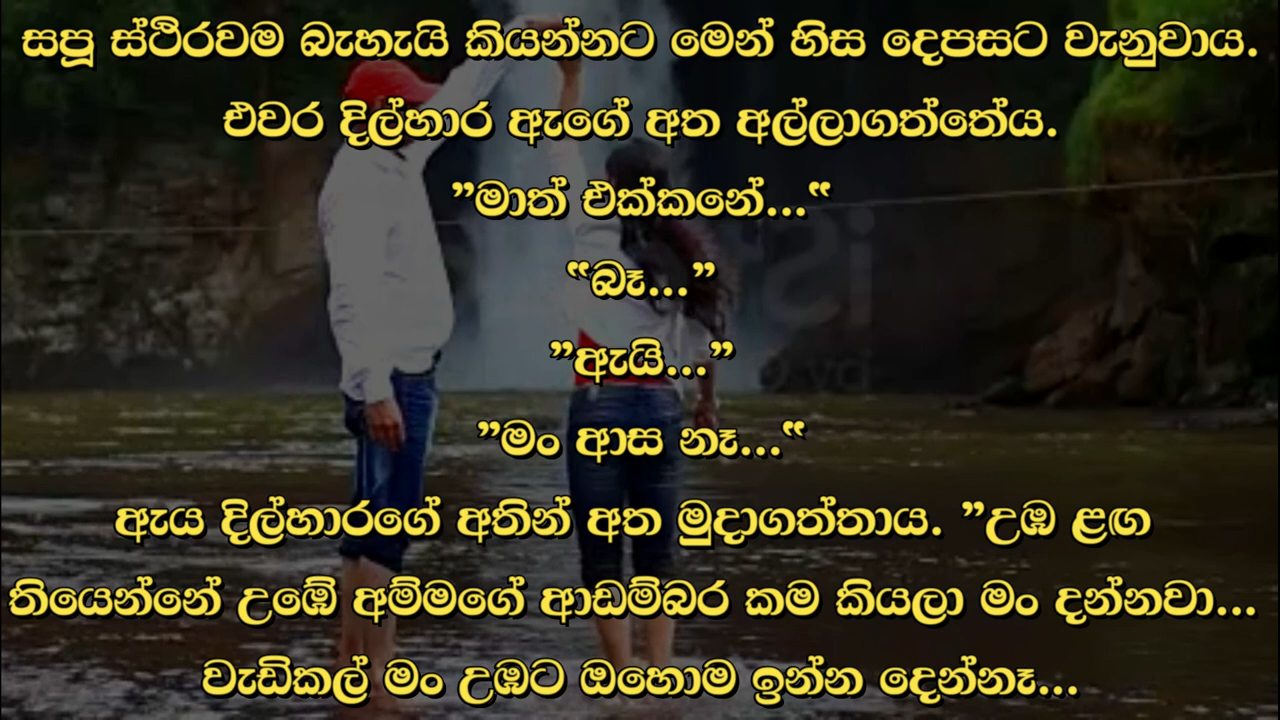 සපූ ස්ථිරවම බැහැයි කියන්නට මෙන් හිස දෙපසට වැනුවාය.
එවර දිල්හාර ඇගේ අත අල්ලාගත්තේය.
”මාත් එක්කනේ...“
“බෑ...”
”ඇයි...”
”මං ආස නෑ...“
ඇය දිල්හාරගේ අතින් අත මුදාගත්තාය. ”උඹ ළඟ
තියෙන්නේ උඹේ අම්මගේ ආඩම්බර කම කියලා මං දන්නවා...
වැඩිකල් මං උඹට ඔහොම ඉන්න දෙන්නෑ...